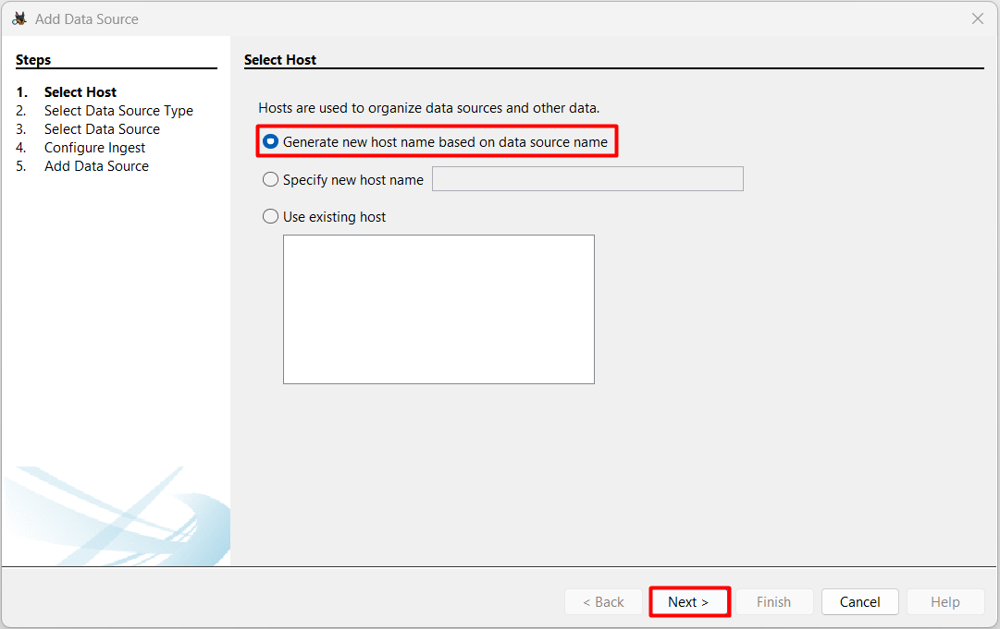 Add Data Source
Steps
1. Select Host
2. Select Data Source Type
3. Select Data Source
4. Configure Ingest
5. Add Data Source
Select Host
Hosts are used to organize data sources and other data.
Generate new host name based on data source name
Specify new host name
Use existing host
< Back Next > Finish Cancel Help